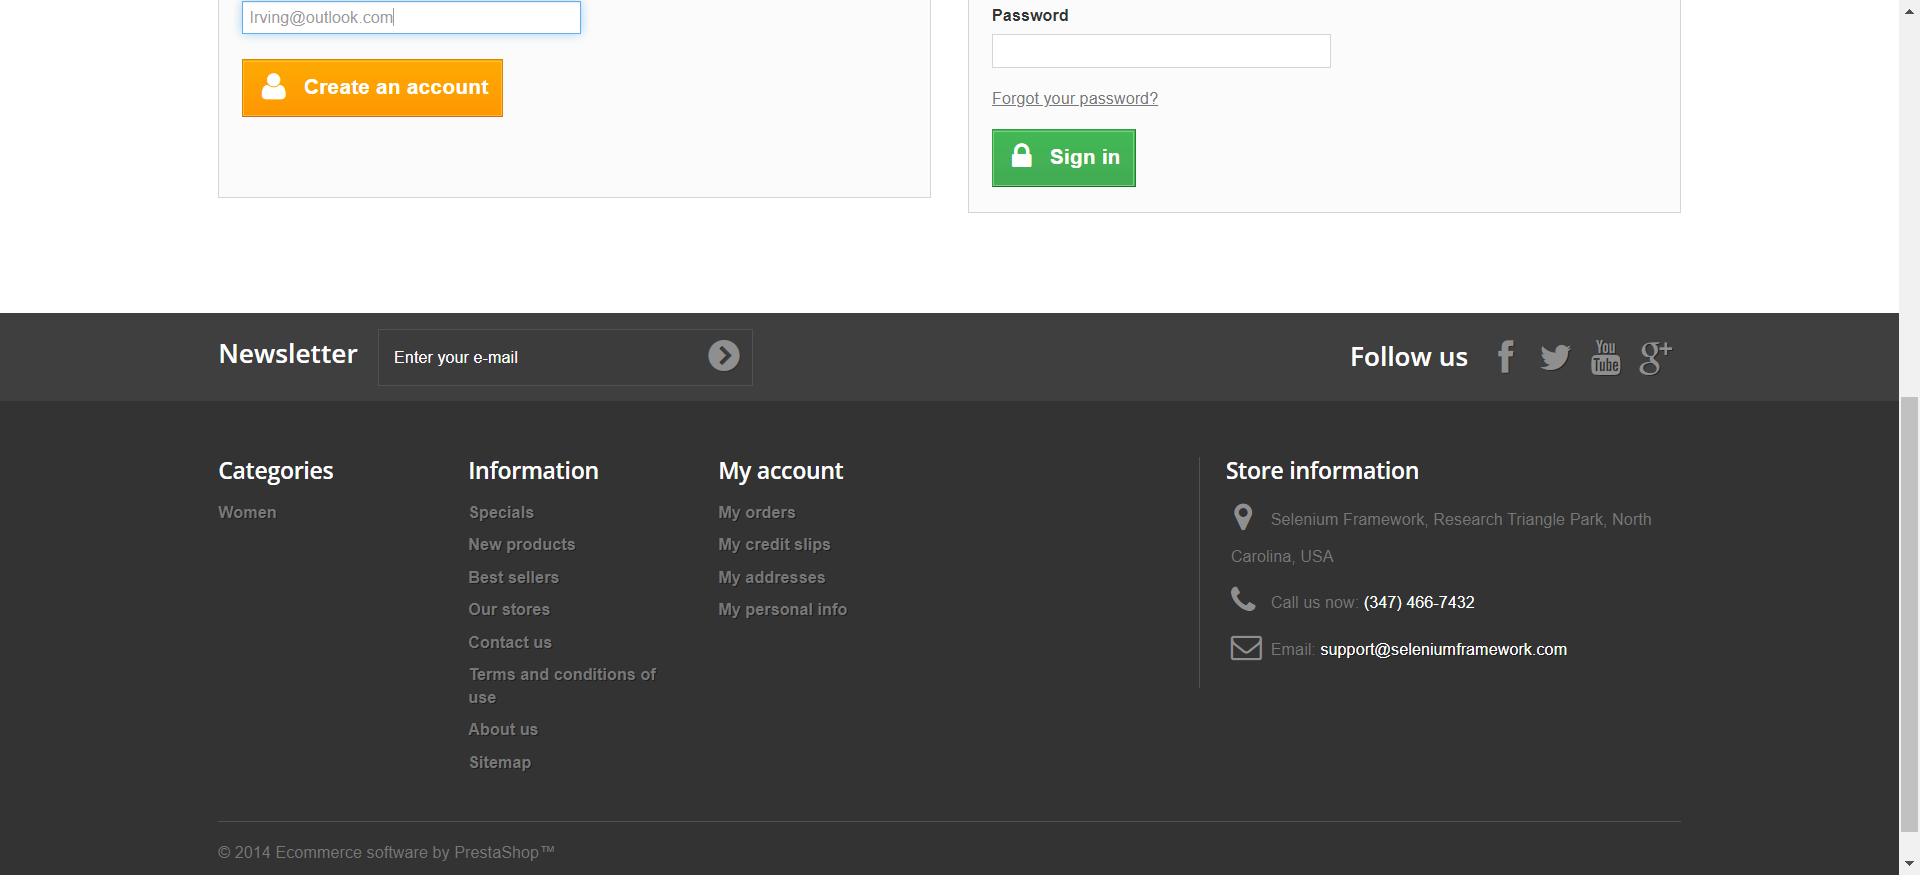 Irving@outlook.com
Create an account
Password
Forgot your password?
Sign in
Newsletter
Enter your e-mail
Follow us
You
Tube
g+
Categories
Women
Information
Specials
New products
Best sellers
Our stores
Contact us
Terms and conditions of
use
About us
Sitemap
My account
My orders
My credit slips
My addresses
My personal info
Store information
Selenium Framework, Research Triangle Park, North
Carolina, USA
Call us now: (347) 466-7432
Email: support@seleniumframework.com
© 2014 Ecommerce software by PrestaShop™